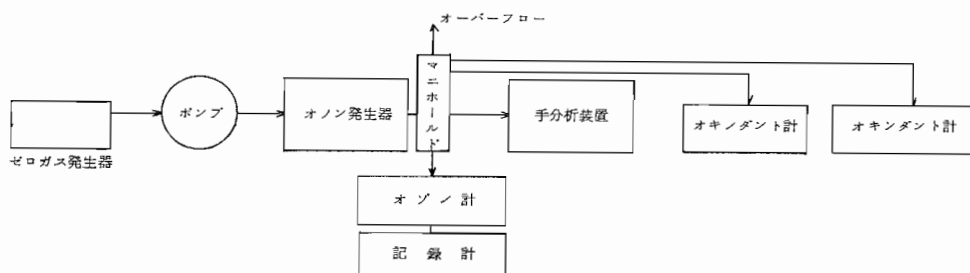 オーバーフロー
マニホールド
ポンプ
オノン発生器
手分析装置
オキノダント計
オキンダント計
ゼロガス発生器
オゾノ計
記録計